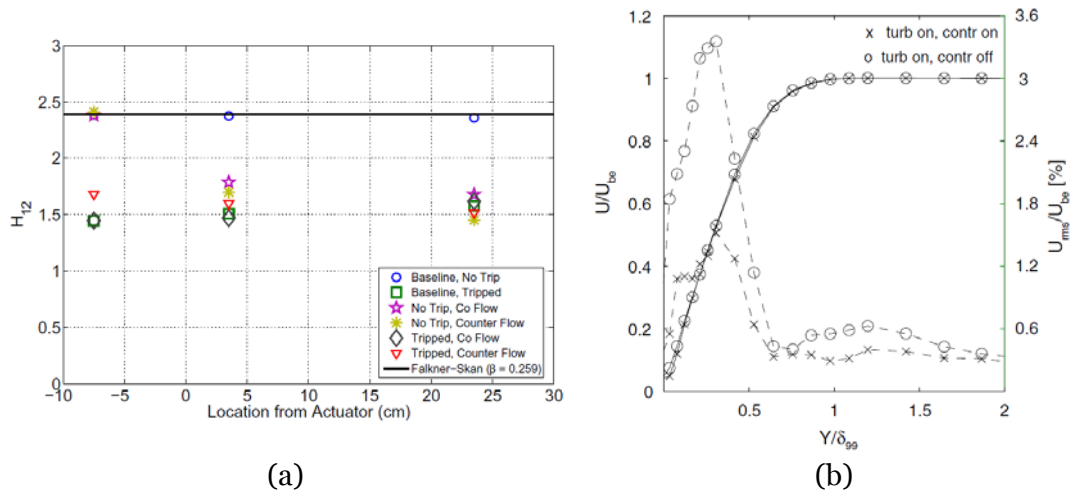 3
2.5
2
1.5
1
0.5
0
-10
-5
0
5
10
15
20
25
30
H12
Location from Actuator (cm)
Baseline, No Trip
Baseline, Tripped
No Trip, Co Flow
No Trip, Counter Flow
Tripped, Co Flow
Tripped, Counter Flow
Falkner-Skan (β = 0.259)
(a)
1.2
1
0.8
0.6
0.4
0.2
0
0.5
1
1.5
2
U/Ube
Y/δ99
3.6
3
2.4
1.8
1.2
0.6
Urms/Ube [%]
x turb on, contr on
o turb on, contr off
(b)